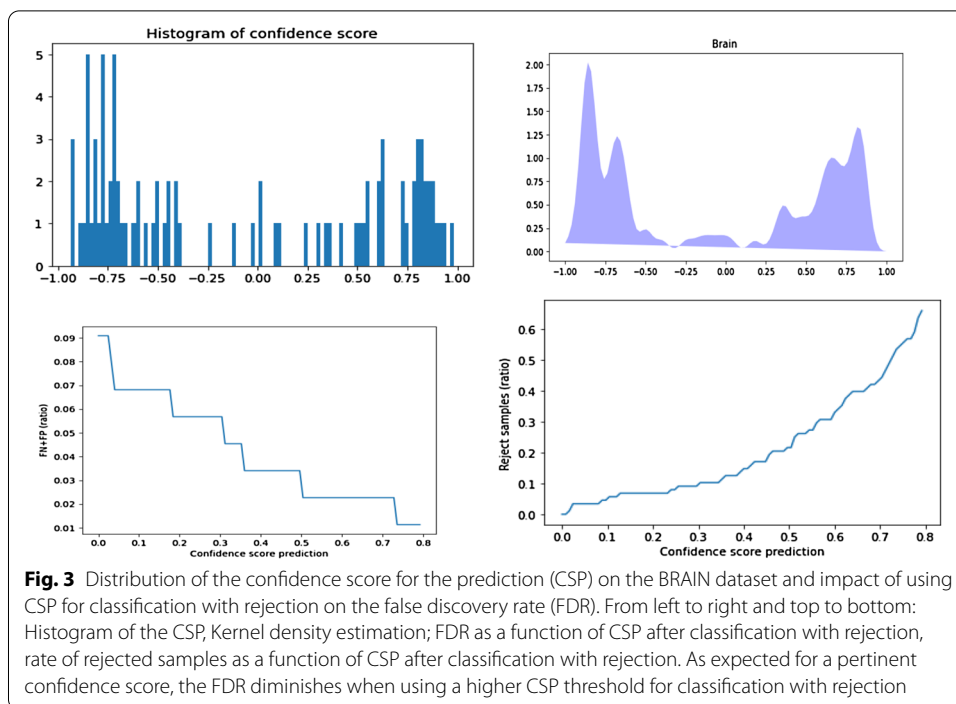 Histogram of confidence score
5
4
3
2
1
0
−1.00 −0.75 −0.50 −0.25 0.00 0.25 0.50 0.75 1.00
Brain
2.00
1.75
1.50
1.25
1.00
0.75
0.50
0.25
0.00
-1.00 -0.75 -0.50 -0.25 0.00 0.25 0.50 0.75 1.00
FN+FP (ratio)
0.09
0.08
0.07
0.06
0.05
0.04
0.03
0.02
0.01
0.0 0.1 0.2 0.3 0.4 0.5 0.6 0.7 0.8
Confidence score prediction
Reject samples (ratio)
0.6
0.5
0.4
0.3
0.2
0.1
0.0
0.0 0.1 0.2 0.3 0.4 0.5 0.6 0.7 0.8
Confidence score prediction
Fig. 3 Distribution of the confidence score for the prediction (CSP) on the BRAIN dataset and impact of using
CSP for classification with rejection on the false discovery rate (FDR). From left to right and top to bottom:
Histogram of the CSP, Kernel density estimation; FDR as a function of CSP after classification with rejection,
rate of rejected samples as a function of CSP after classification with rejection. As expected for a pertinent
confidence score, the FDR diminishes when using a higher CSP threshold for classification with rejection